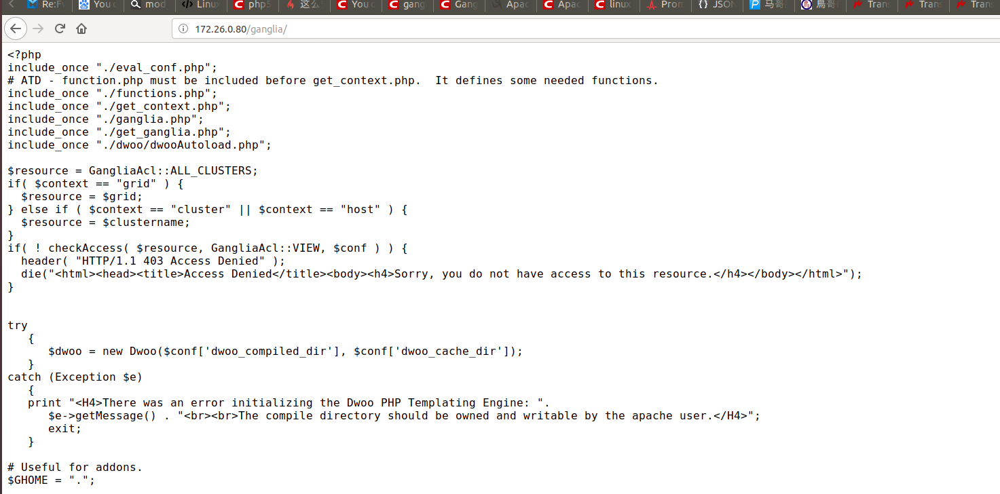 Re:F
You
mod_
Linux
php5
这么
You c
gang
Gang
Apac
Apac
linux
Pron
JSON
马哥
鳥哥
Trans
Trans
Trans
172.26.0.80/ganglia/
<?php
include_once "./eval_conf.php";
# ATD - function.php must be included before get_context.php.  It defines some needed functions.
include_once "./functions.php";
include_once "./get_context.php";
include_once "./ganglia.php";
include_once "./get_ganglia.php";
include_once "./dwoo/dwooAutoload.php";

$resource = GangliaAcl::ALL_CLUSTERS;
if( $context == "grid" ) {
  $resource = $grid;
} else if ( $context == "cluster" || $context == "host" ) {
  $resource = $clustername;
}
if( ! checkAccess( $resource, GangliaAcl::VIEW, $conf ) ) {
  header( "HTTP/1.1 403 Access Denied" );
  die("<html><head><title>Access Denied</title><body><h4>Sorry, you do not have access to this resource.</h4></body></html>");
}

try
   {
      $dwoo = new Dwoo($conf['dwoo_compiled_dir'], $conf['dwoo_cache_dir']);
   }
catch (Exception $e)
   {
   print "<H4>There was an error initializing the Dwoo PHP Templating Engine: ".
      $e->getMessage() . "<br><br>The compile directory should be owned and writable by the apache user.</H4>";
      exit;
   }

# Useful for addons.
$GHOME = ".";